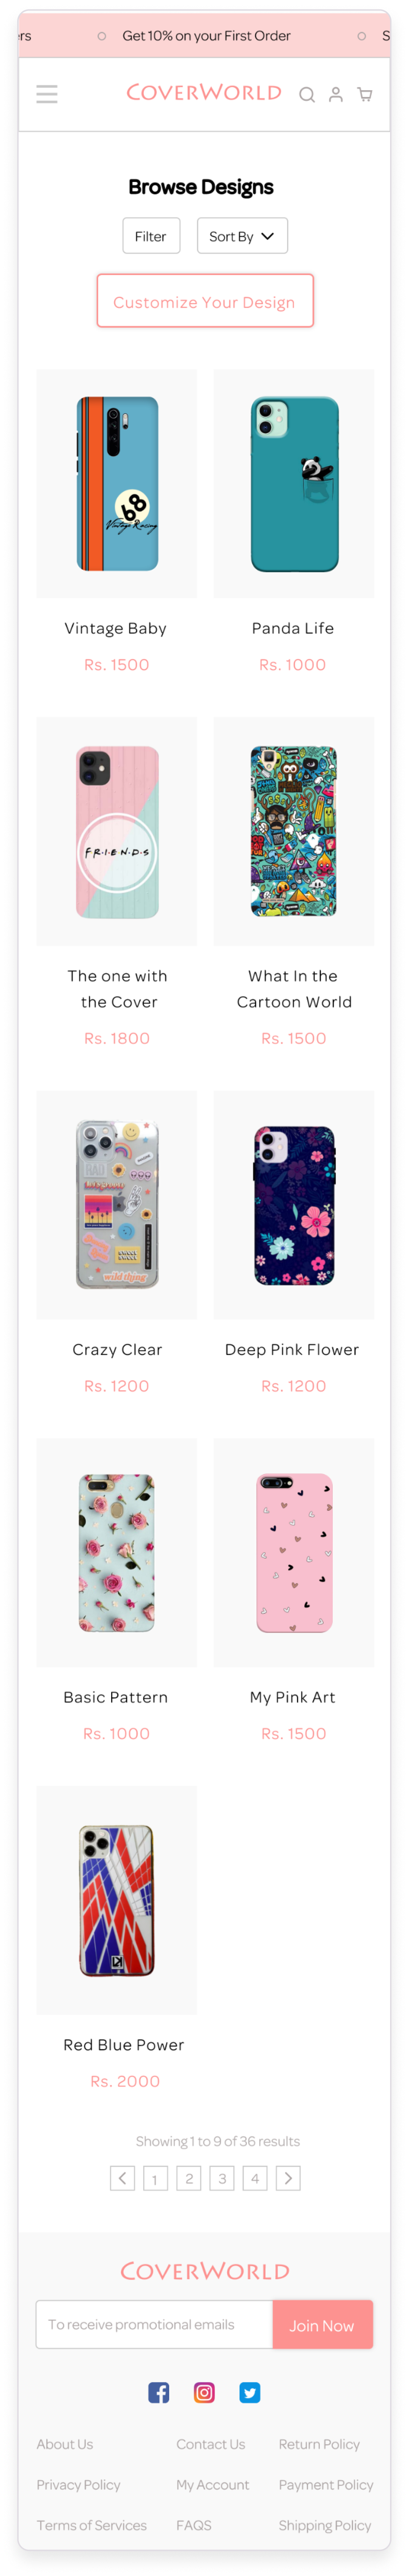 rs
Get 10% on your First Order
S
COVERWORLD
Browse Designs
Filter
Sort By
Customize Your Design
68
Vintage Racing
Vintage Baby
Panda Life
Rs. 1500
Rs. 1000
F·R·I·E·N·D·S
The one with
the Cover
What In the
Cartoon World
Rs. 1800
Rs. 1500
wild thing
Crazy Clear
Deep Pink Flower
Rs. 1200
Rs. 1200
Basic Pattern
My Pink Art
Rs. 1000
Rs. 1500
Red Blue Power
Rs. 2000
Showing 1 to 9 of 36 results
1
2
3
4
COVERWORLD
To receive promotional emails
Join Now
About Us
Contact Us
Return Policy
Privacy Policy
My Account
Payment Policy
Terms of Services
FAQS
Shipping Policy